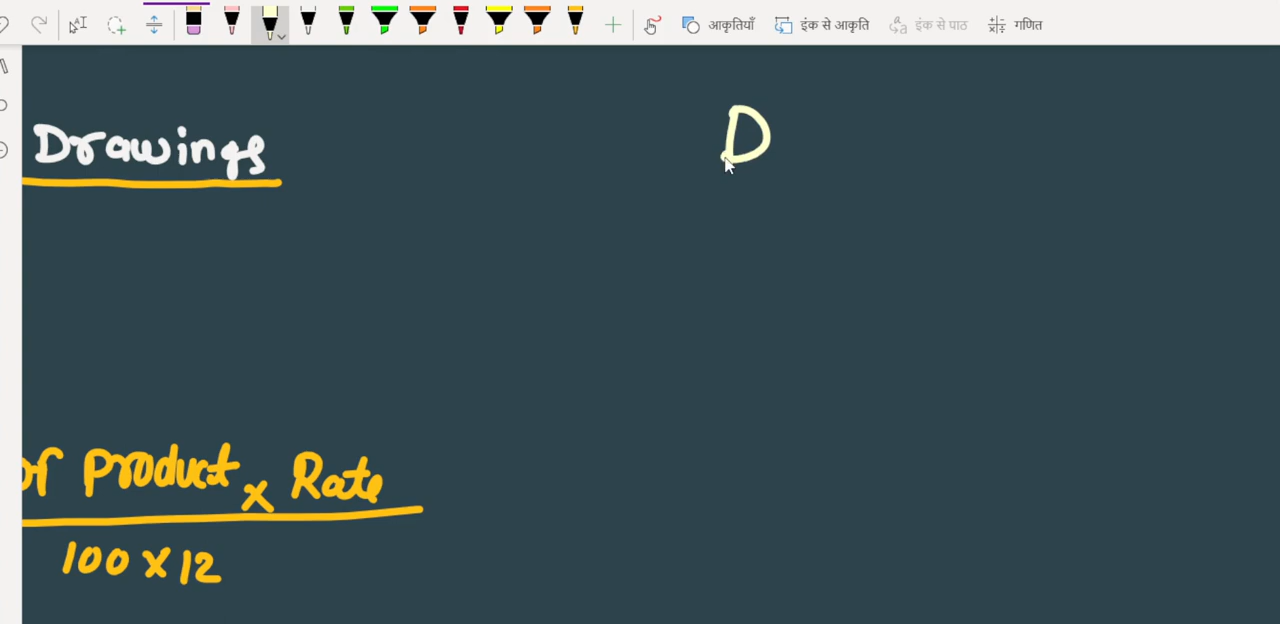 आकृतियाँ इंक से आकृति इंक से पाठ गणित
Drawings D
of product x Rate
100 x 12